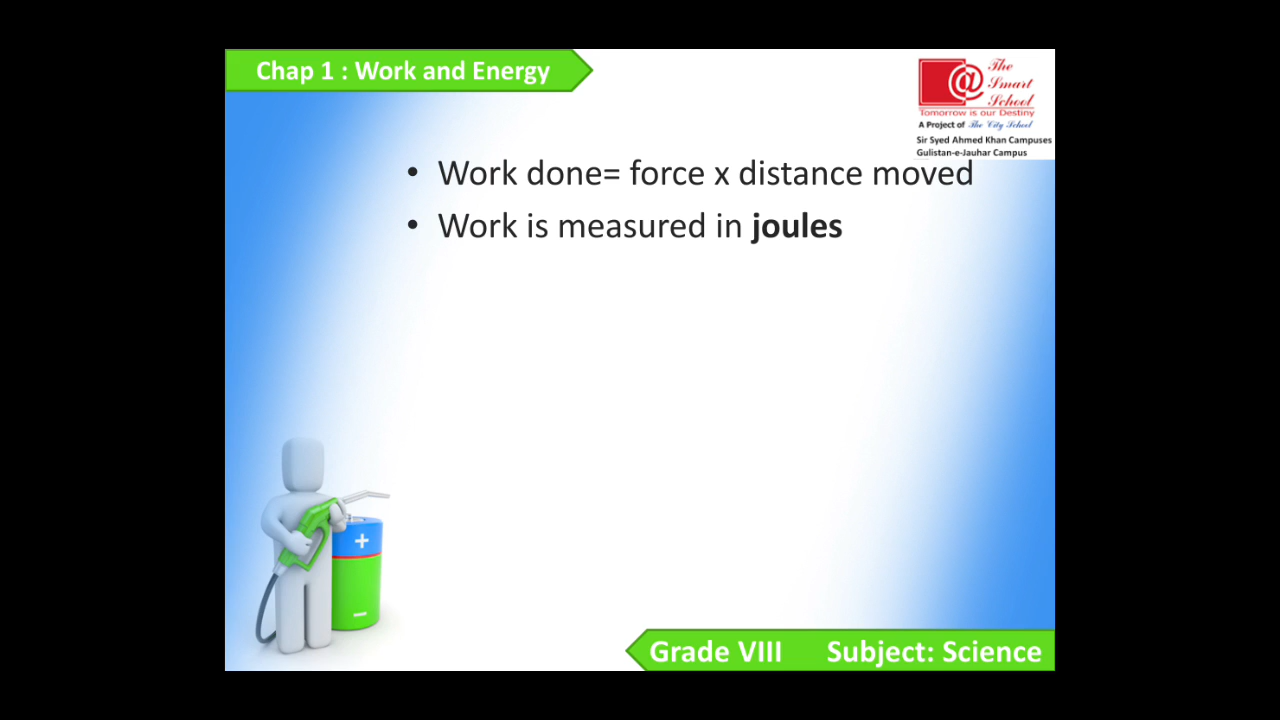 Chap 1 : Work and Energy
The
Smart
School
Tomorrow is our Destiny
A Project of The City School
Sir Syed Ahmed Khan Campuses
Gulistan-e-Jauhar Campus
• Work done= force x distance moved
• Work is measured in joules
+
–
Grade VIII Subject: Science